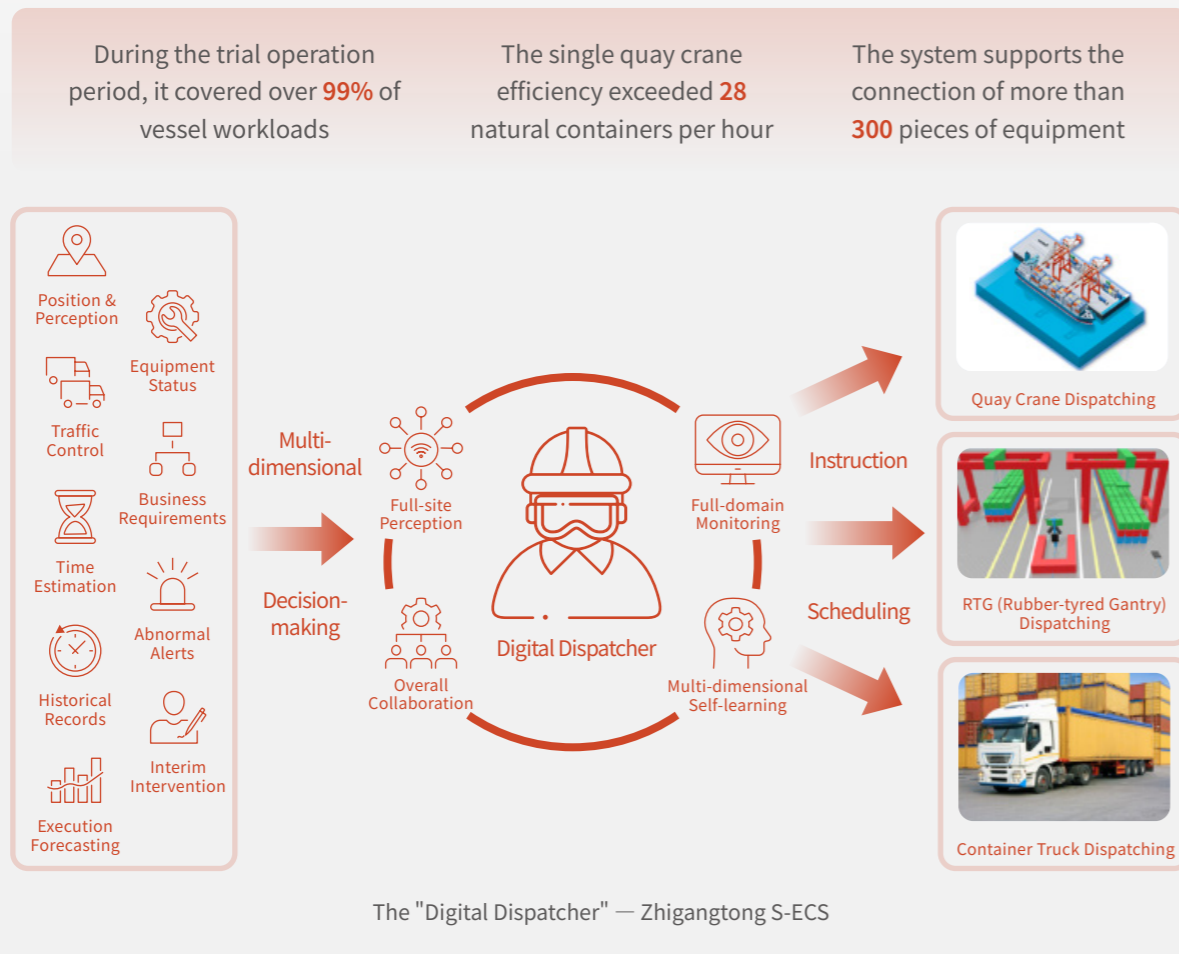 During the trial operation
period, it covered over 99% of
vessel workloads
The single quay crane
efficiency exceeded 28
natural containers per hour
The system supports the
connection of more than
300 pieces of equipment
Position &
Perception
Equipment
Status
Traffic
Control
Business
Requirements
Time
Estimation
Abnormal
Alerts
Historical
Records
Interim
Intervention
Execution
Forecasting
Multi-
dimensional
Decision-
making
Full-site
Perception
Full-domain
Monitoring
Digital Dispatcher
Overall
Collaboration
Multi-dimensional
Self-learning
Instruction
Scheduling
Quay Crane Dispatching
RTG (Rubber-tyred Gantry)
Dispatching
Container Truck Dispatching
The "Digital Dispatcher" — Zhigangtong S-ECS